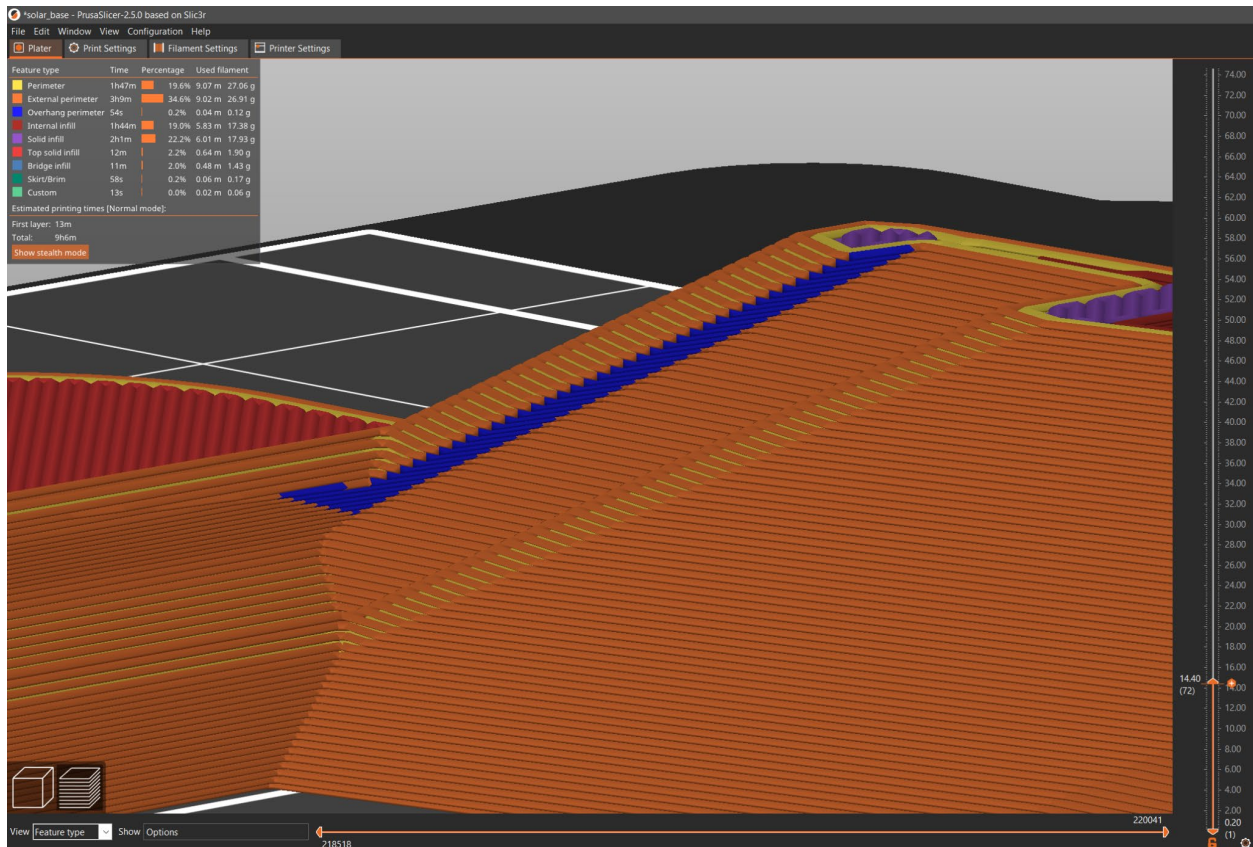 *solar_base - PrusaSlicer-2.5.0 based on Slic3r
File Edit Window View Configuration Help
Plater Print Settings Filament Settings Printer Settings
Feature type Time Percentage Used filament
Perimeter 1h47m 19.6% 9.07 m 27.06 g
External perimeter 3h9m 34.6% 9.02 m 26.91 g
Overhang perimeter 54s 0.2% 0.04 m 0.12 g
Internal infill 1h44m 19.0% 5.83 m 17.38 g
Solid infill 2h1m 22.2% 6.01 m 17.93 g
Top solid infill 12m 2.2% 0.64 m 1.90 g
Bridge infill 11m 2.0% 0.48 m 1.43 g
Skirt/Brim 58s 0.2% 0.06 m 0.17 g
Custom 13s 0.0% 0.02 m 0.06 g
Estimated printing times [Normal mode]:
First layer: 13m
Total: 9h6m
Show stealth mode
74.00
72.00
70.00
68.00
66.00
64.00
62.00
60.00
58.00
56.00
54.00
52.00
50.00
48.00
46.00
44.00
42.00
40.00
38.00
36.00
34.00
32.00
30.00
28.00
26.00
24.00
22.00
20.00
18.00
16.00
14.40
(72)
14.00
12.00
10.00
8.00
6.00
4.00
2.00
0.20
(1)
View Feature type Show Options
220041
218518